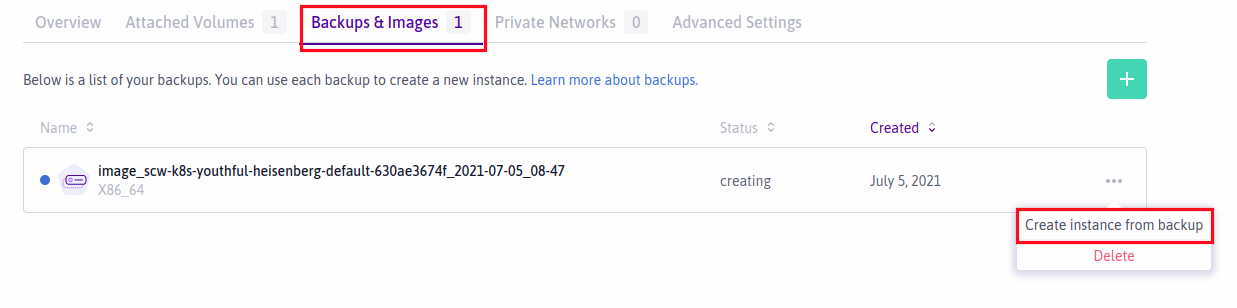 Overview Attached Volumes 1 Backups & Images 1 Private Networks 0 Advanced Settings
Below is a list of your backups. You can use each backup to create a new instance. Learn more about backups.
+
Name Status Created
image_scw-k8s-youthful-heisenberg-default-630ae3674f_2021-07-05_08-47
X86_64
creating July 5, 2021
Create instance from backup
Delete